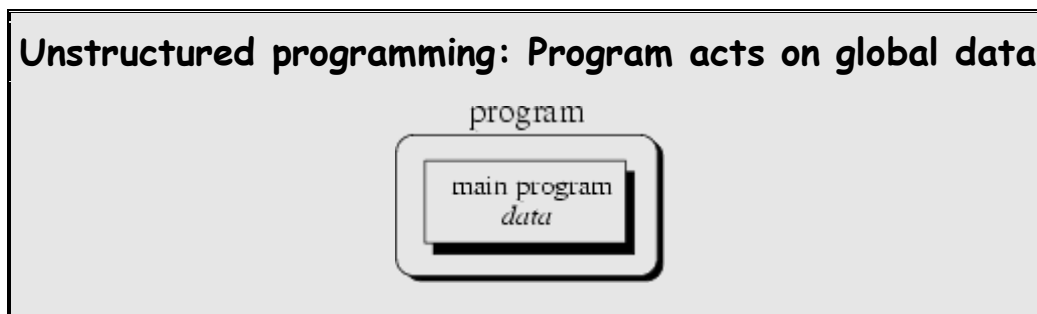 Unstructured programming: Program acts on global data
program
main program
data